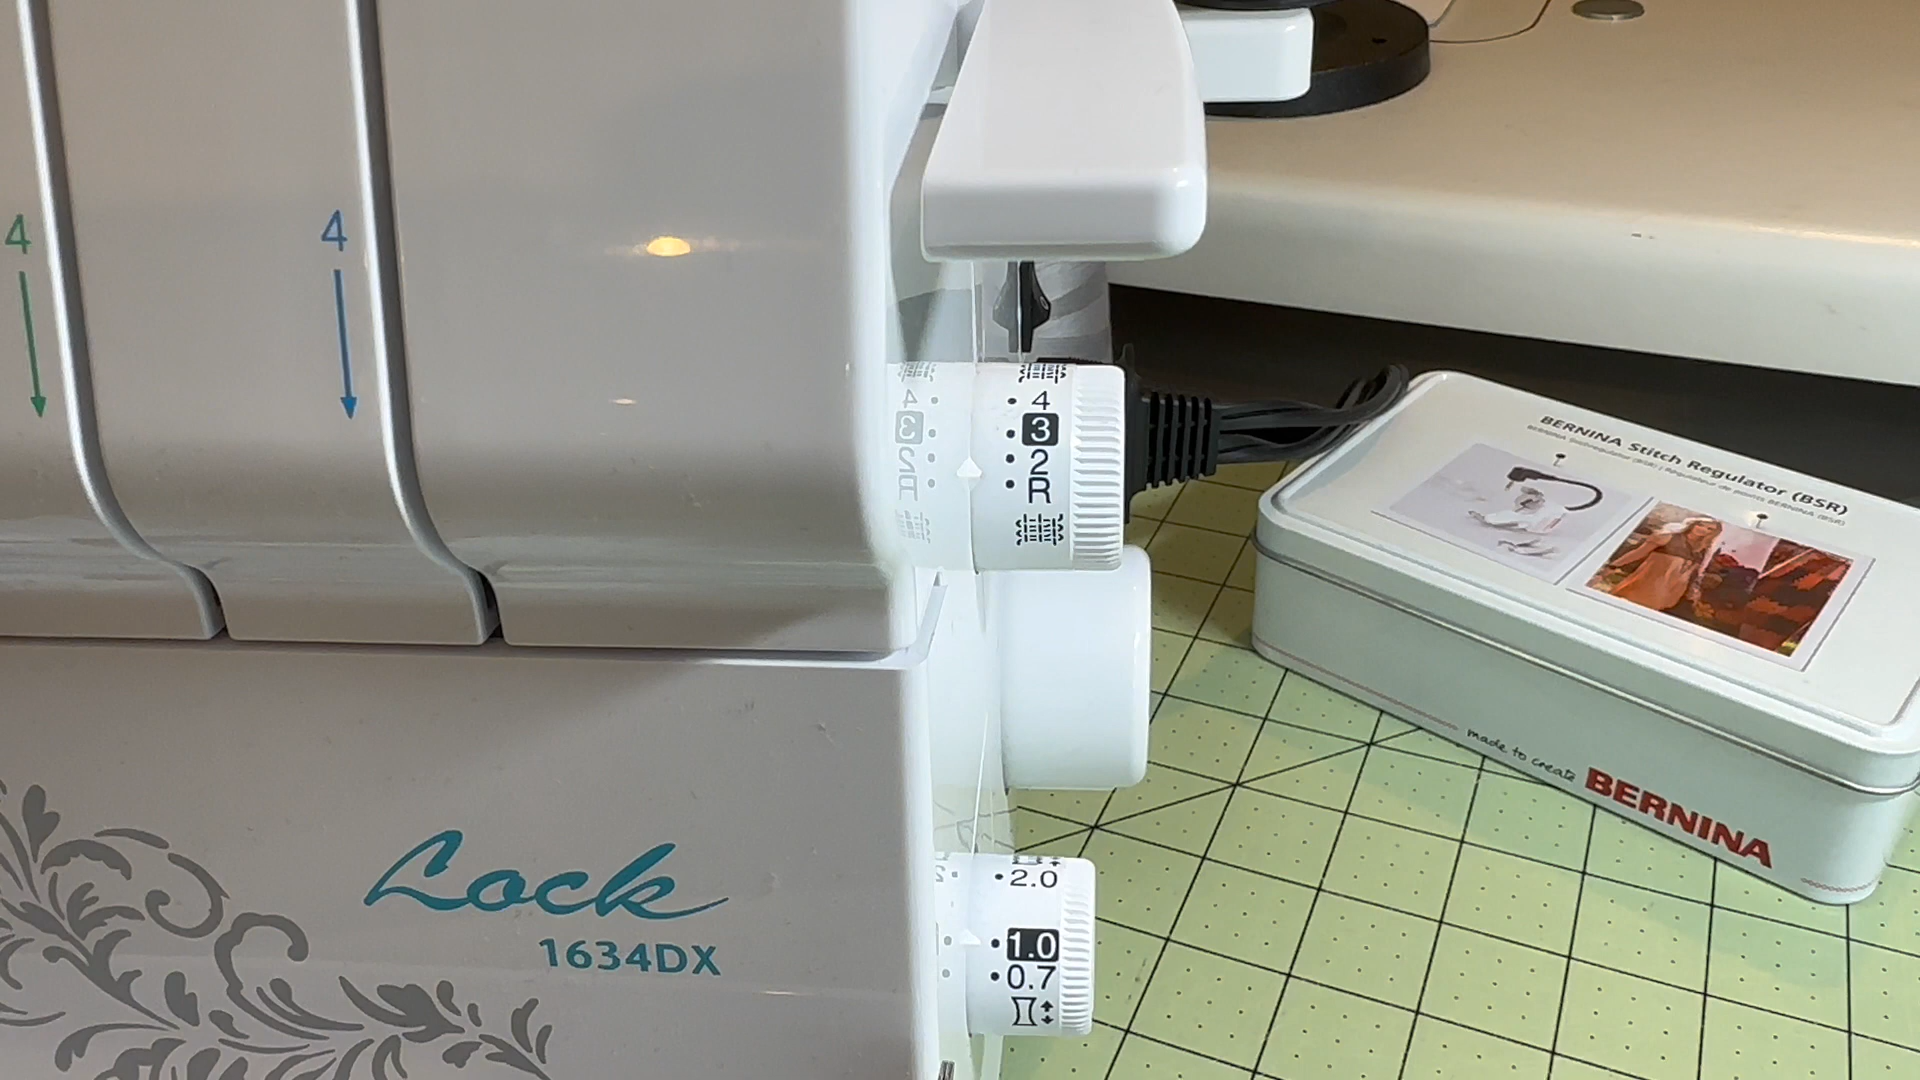 4
4
4
3
2
R
Lock
1634DX
2.0
1.0
0.7
BERNINA Stitch Regulator (BSR)
made to create
BERNINA